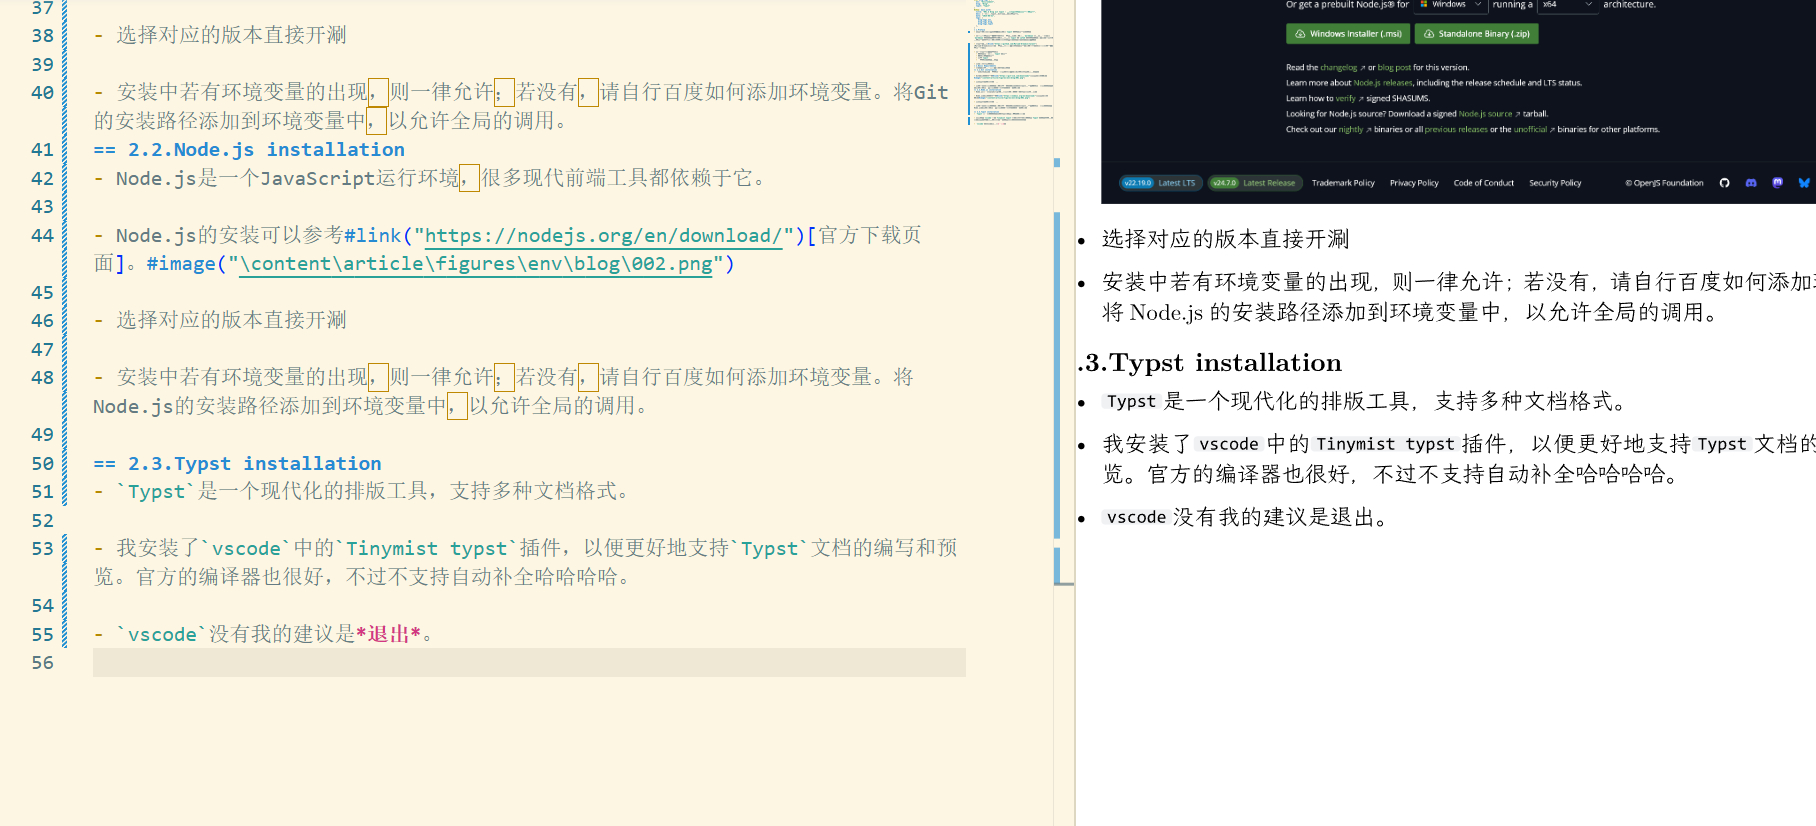 37
38 - 选择对应的版本直接开涮
39
40 - 安装中若有环境变量的出现，则一律允许；若没有，请自行百度如何添加环境变量。将Git
的安装路径添加到环境变量中，以允许全局的调用。
41 == 2.2.Node.js installation
42 - Node.js是一个JavaScript运行环境，很多现代前端工具都依赖于它。
43
44 - Node.js的安装可以参考#link("https://nodejs.org/en/download/")[官方下载页
面]。#image("\content\article\figures\env\blog\002.png")
45
46 - 选择对应的版本直接开涮
47
48 - 安装中若有环境变量的出现，则一律允许；若没有，请自行百度如何添加环境变量。将
Node.js的安装路径添加到环境变量中，以允许全局的调用。
49
50 == 2.3.Typst installation
51 - `Typst`是一个现代化的排版工具，支持多种文档格式。
52
53 - 我安装了`vscode`中的`Tinymist typst`插件，以便更好地支持`Typst`文档的编写和预
览。官方的编译器也很好，不过不支持自动补全哈哈哈哈。
54
55 - `vscode`没有我的建议是*退出*。
56
Or get a prebuilt Node.js® for Windows running a x64 architecture.
Windows Installer (.msi) Standalone Binary (.zip)
Read the changelog ↗ or blog post for this version.
Learn more about Node.js releases, including the release schedule and LTS status.
Learn how to verify ↗ signed SHASUMS.
Looking for Node.js source? Download a signed Node.js source ↗ tarball.
Check out our nightly ↗ binaries or all previous releases or the unofficial ↗ binaries for other platforms.
v22.19.0 Latest LTS v24.7.0 Latest Release Trademark Policy Privacy Policy Code of Conduct Security Policy © OpenJS Foundation
• 选择对应的版本直接开涮
• 安装中若有环境变量的出现，则一律允许；若没有，请自行百度如何添加
将 Node.js 的安装路径添加到环境变量中，以允许全局的调用。
.3.Typst installation
• Typst 是一个现代化的排版工具，支持多种文档格式。
• 我安装了 vscode 中的 Tinymist typst 插件，以便更好地支持 Typst 文档的
览。官方的编译器也很好，不过不支持自动补全哈哈哈哈。
• vscode 没有我的建议是退出。